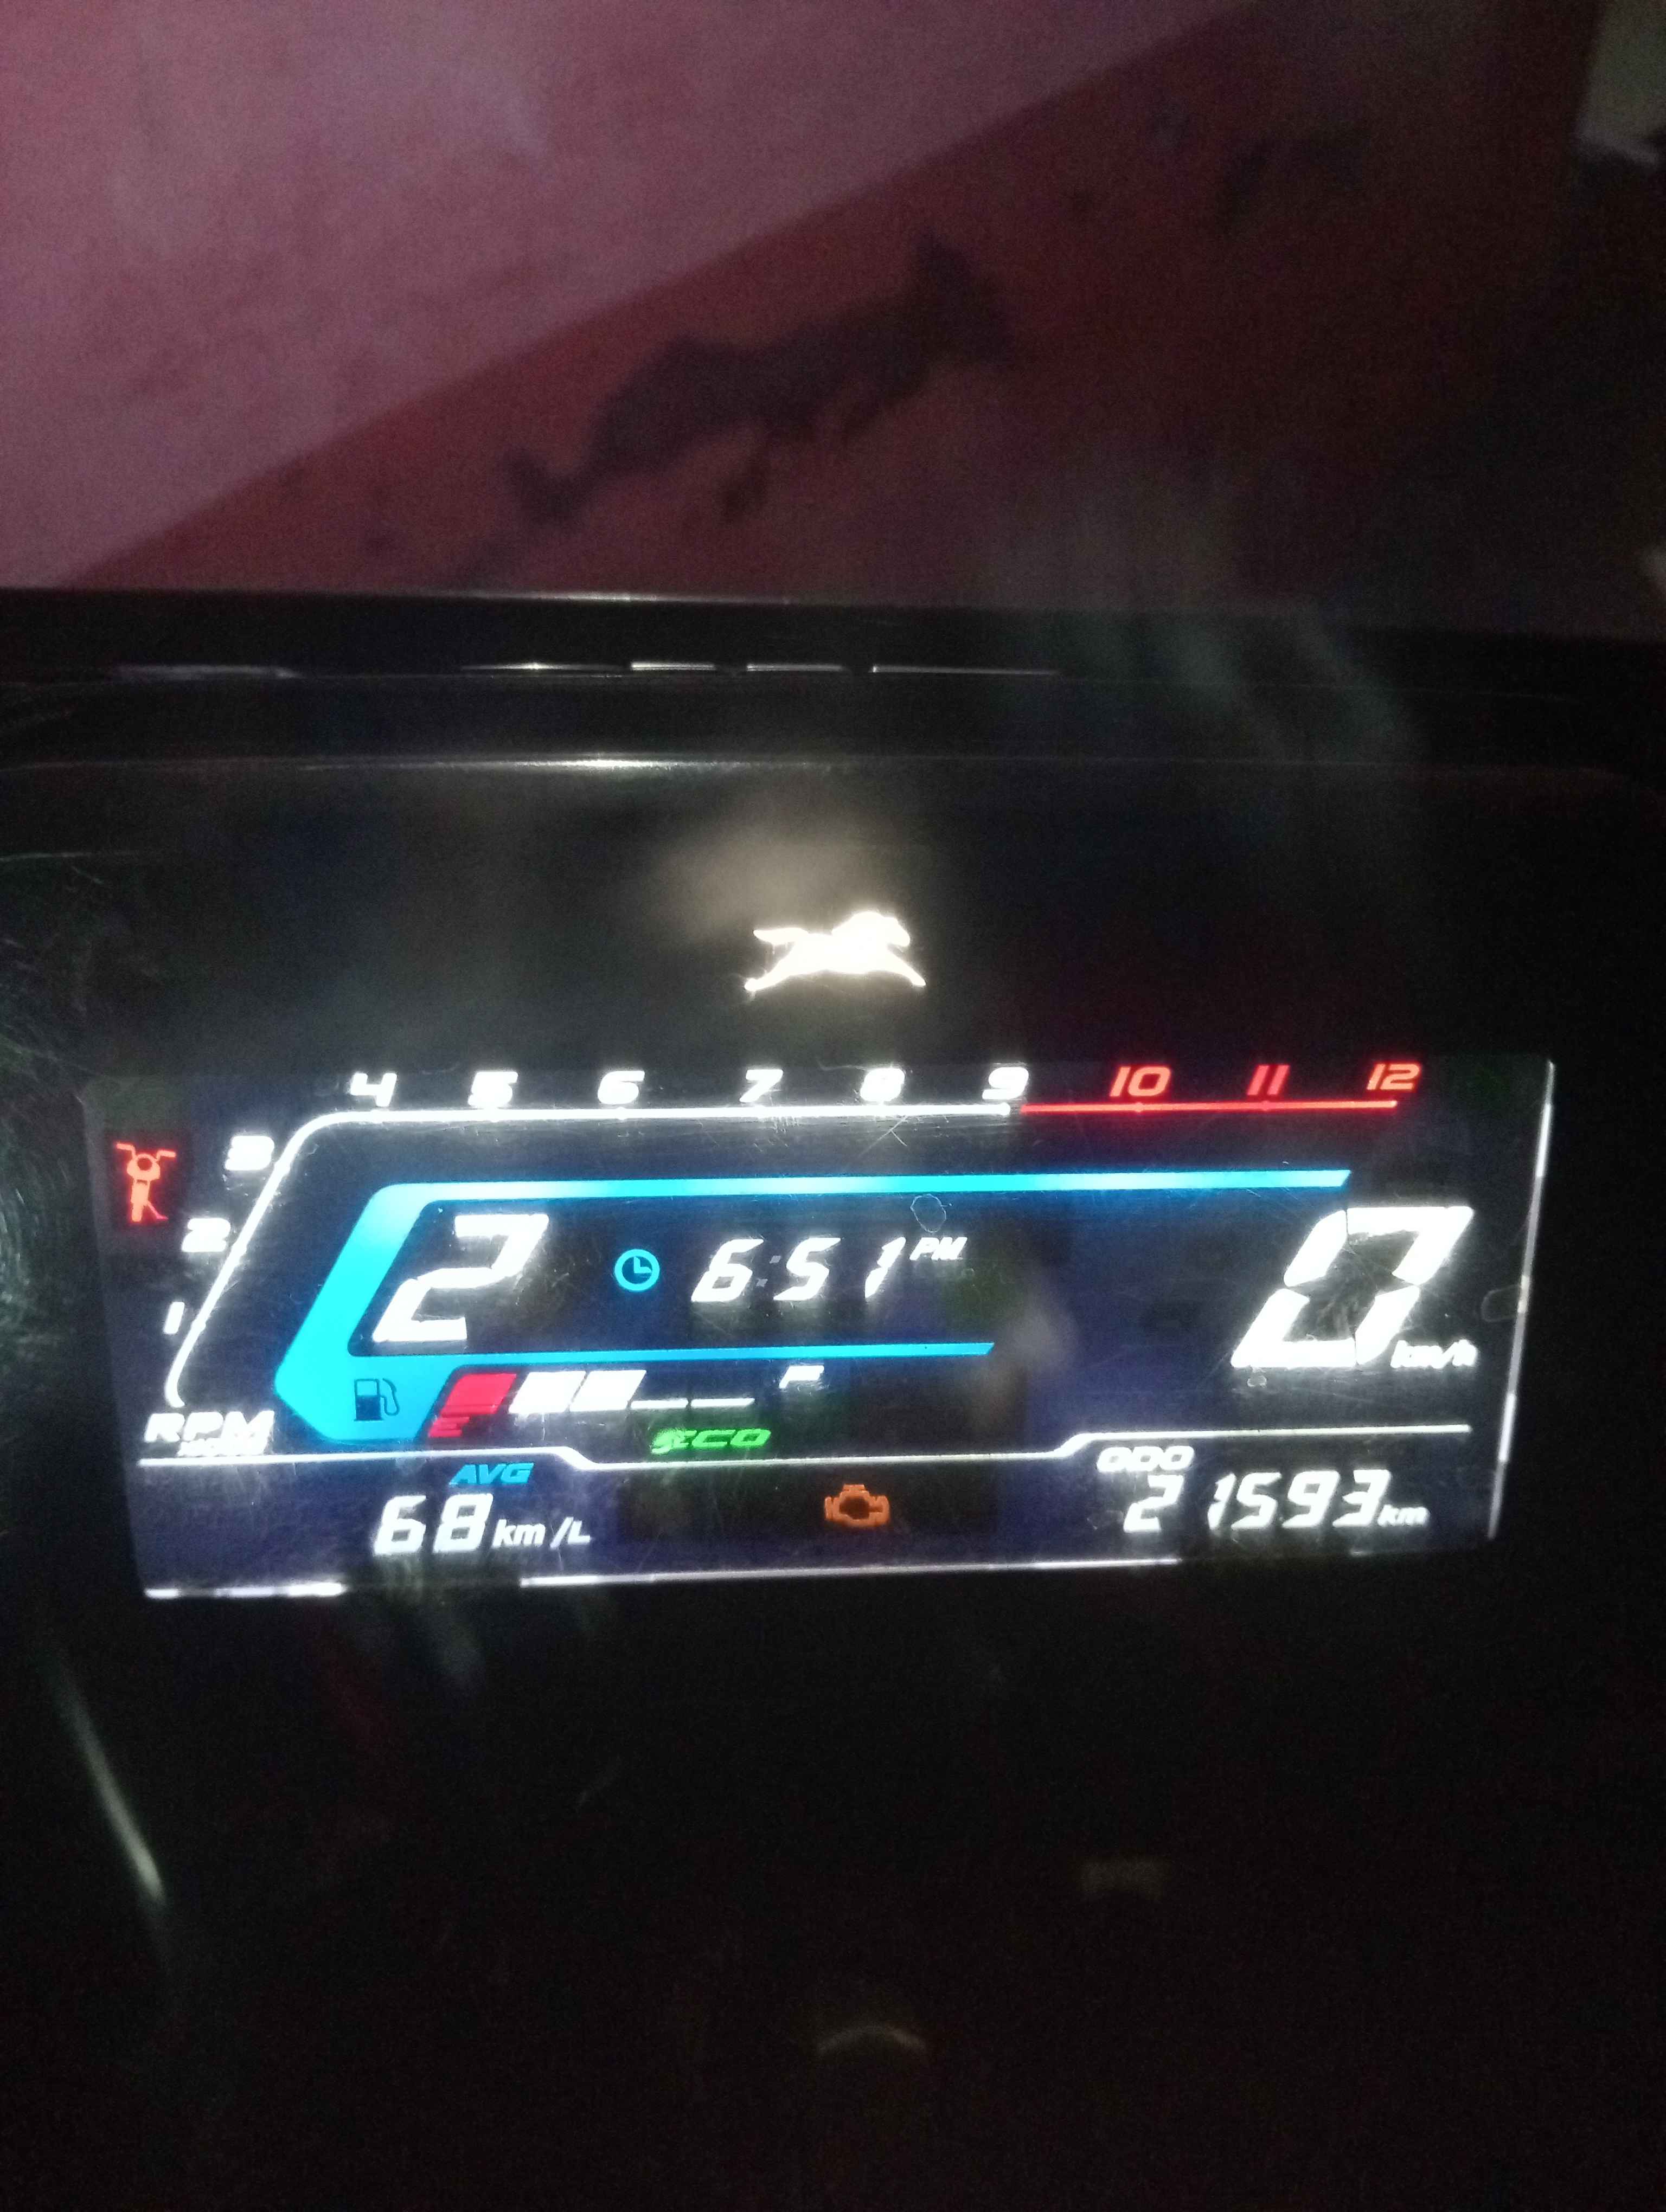 4 5 6 7 8 9 10 11 12
3
2
1
2 6:51 PM 0 km/h
E F
RPM
ECO
AVG ODO
68 km/L 21593 km